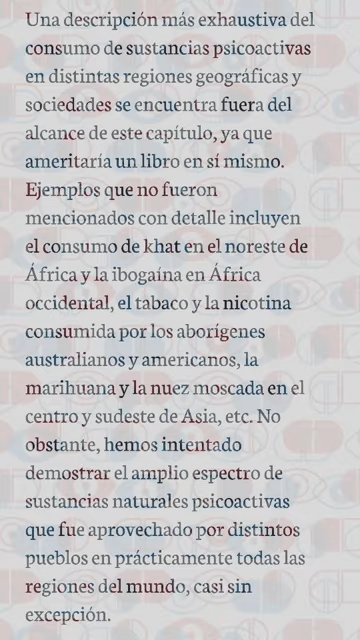 Una descripción más exhaustiva del
consumo de sustancias psicoactivas
en distintas regiones geográficas y
sociedades se encuentra fuera del
alcance de este capítulo, ya que
ameritaría un libro en sí mismo.
Ejemplos que no fueron
mencionados con detalle incluyen
el consumo de khat en el noreste de
África y la ibogaína en África
occidental, el tabaco y la nicotina
consumida por los aborígenes
australianos y americanos, la
marihuana y la nuez moscada en el
centro y sudeste de Asia, etc. No
obstante, hemos intentado
demostrar el amplio espectro de
sustancias naturales psicoactivas
que fue aprovechado por distintos
pueblos en prácticamente todas las
regiones del mundo, casi sin
excepción.